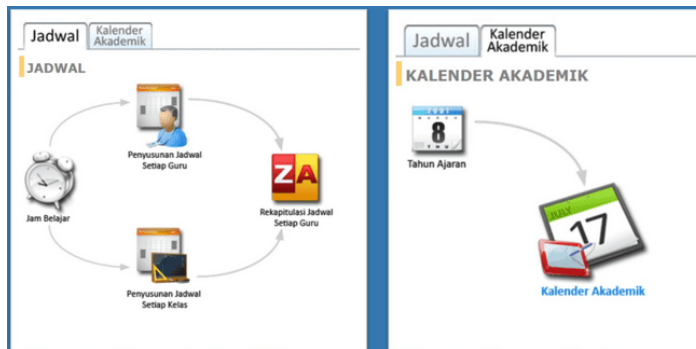 Jadwal
Kalender
Akademik
JADWAL
Penyusunan Jadwal
Setiap Guru
Jam Belajar
ZA
Rekapitulasi Jadwal
Setiap Guru
Penyusunan Jadwal
Setiap Kelas
Jadwal
Kalender
Akademik
KALENDER AKADEMIK
8
Tahun Ajaran
JULY
17
Kalender Akademik